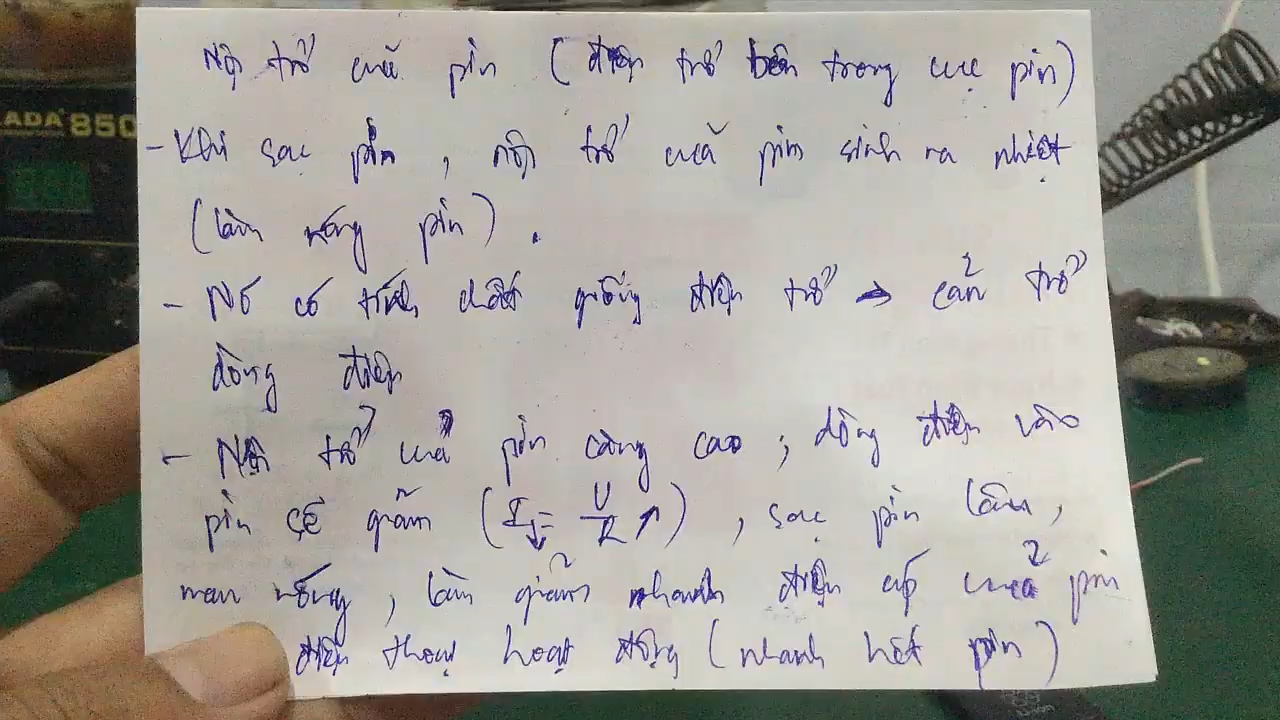 Nội trở của pin (điện trở bên trong cục pin)
ADA 850
- Khi sạc pin, nội trở của pin sinh ra nhiệt
(làm nóng pin).
- Nó có tính chất giống điện trở → cản trở
dòng điện
- Nội trở của pin càng cao, dòng điện vào
pin sẽ giảm (I↓ = U/R↑), sạc pin lâu,
mau nóng, làm giảm nhanh điện áp của pin
điện thoại hoạt động (nhanh hết pin)